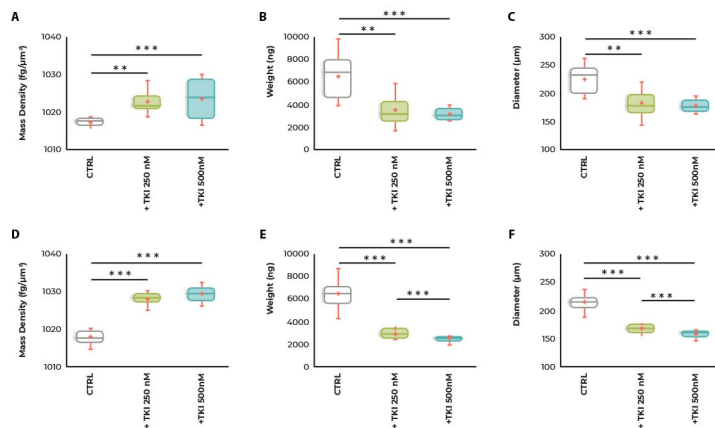 A
Mass Density (fg/µm³)
1040
1030
1020
1010
* *
* * *
CTRL
+ TKI 250 nM
+TKI 500nM
B
Weight (ng)
10000
8000
6000
4000
2000
0
* * *
* *
CTRL
+ TKI 250 nM
+TKI 500nM
C
Diameter (µm)
300
250
200
150
100
* * *
* *
CTRL
+ TKI 250 nM
+TKI 500nM
D
Mass Density (fg/µm³)
1040
1030
1020
1010
* * *
* * *
CTRL
+ TKI 250 nM
+TKI 500nM
E
Weight (ng)
10000
8000
6000
4000
2000
0
* * *
* * *
* * *
CTRL
+ TKI 250 nM
+TKI 500nM
F
Diameter (µm)
300
250
200
150
100
* * *
* * *
* * *
CTRL
+ TKI 250 nM
+TKI 500nM